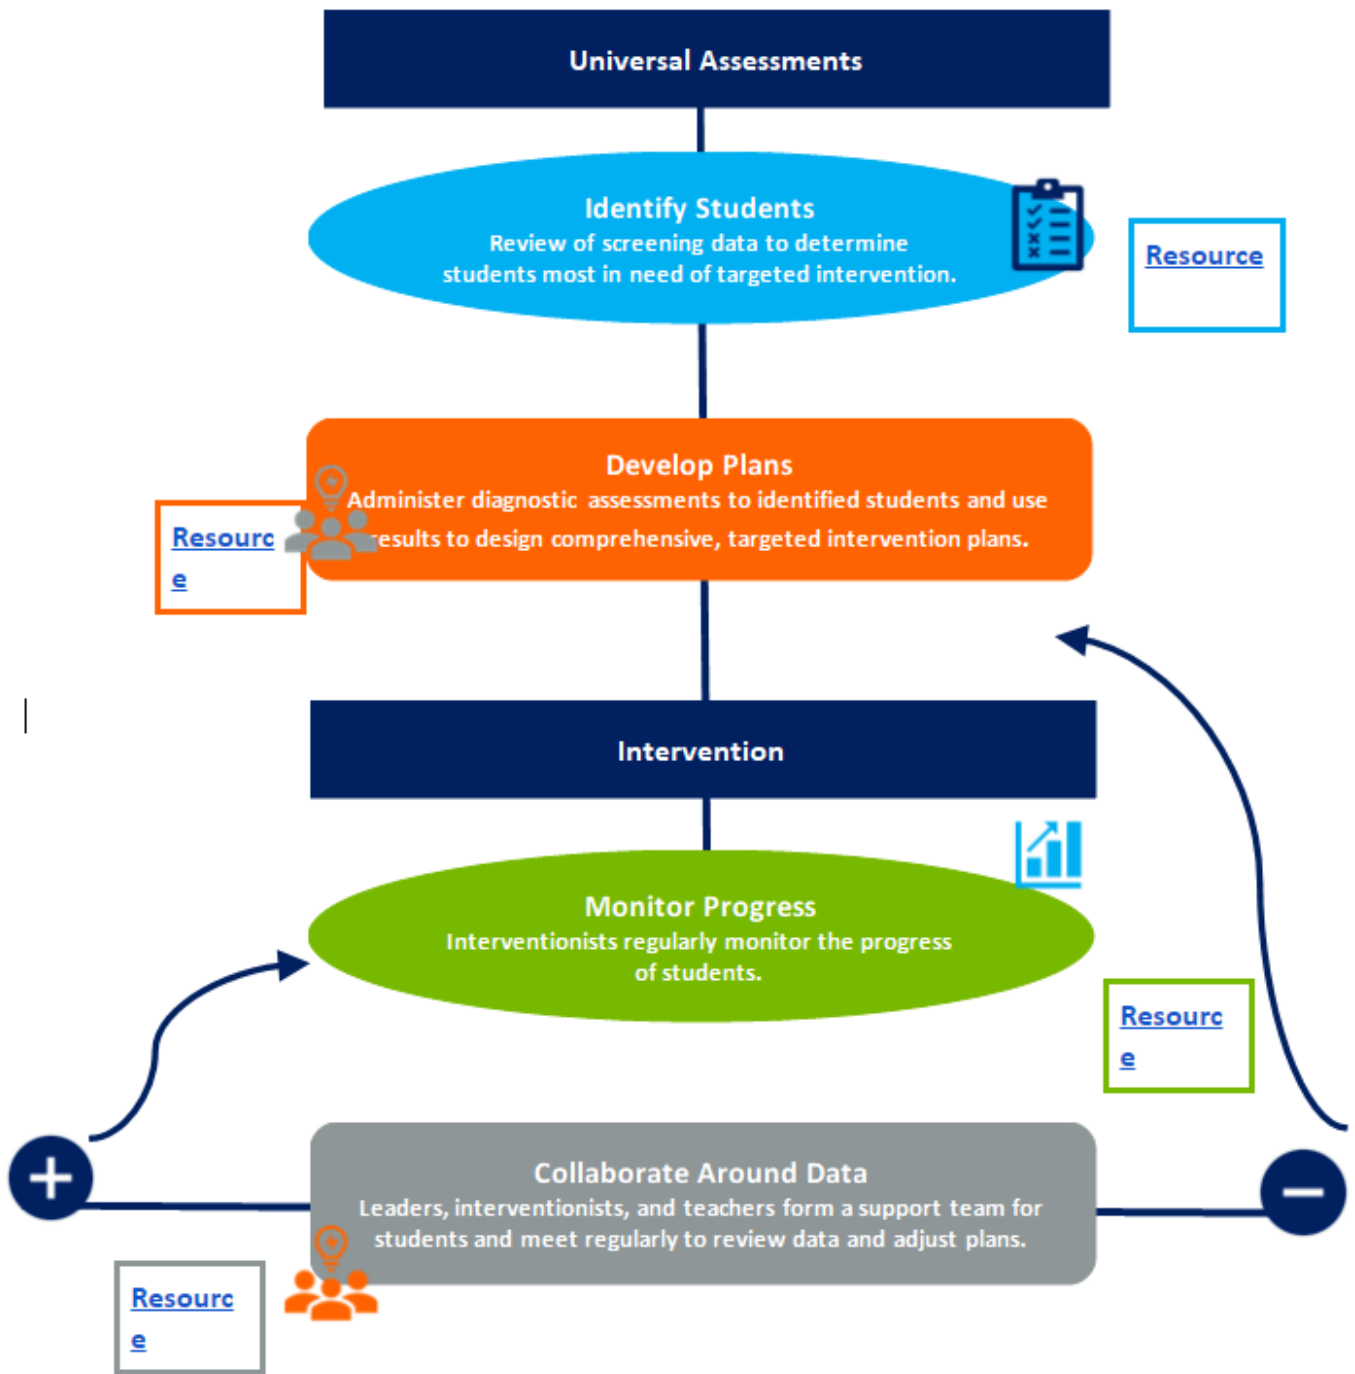 Universal Assessments
Identify Students
Review of screening data to determine
students most in need of targeted intervention.
Resource
Develop Plans
Administer diagnostic assessments to identified students and use
results to design comprehensive, targeted intervention plans.
Resourc
e
Intervention
Monitor Progress
Interventionists regularly monitor the progress
of students.
Resourc
e
Collaborate Around Data
Leaders, interventionists, and teachers form a support team for
students and meet regularly to review data and adjust plans.
Resourc
e